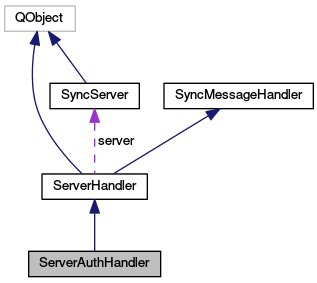 QObject
SyncServer
SyncMessageHandler
server
ServerHandler
ServerAuthHandler